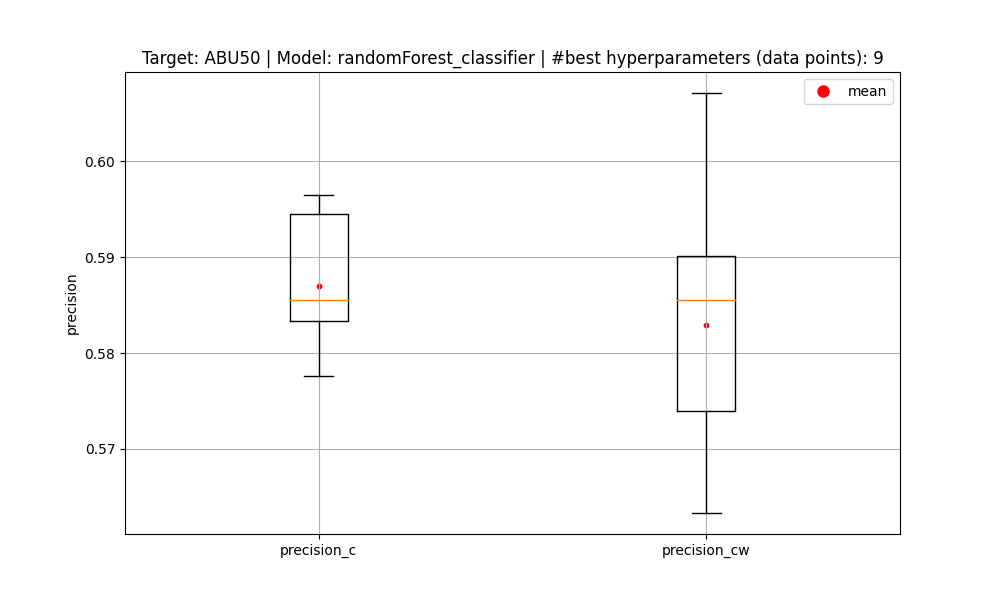 Target: ABU50 | Model: randomForest_classifier | #best hyperparameters (data points): 9
mean
0.60
0.59
0.58
0.57
precision
precision_c
precision_cw